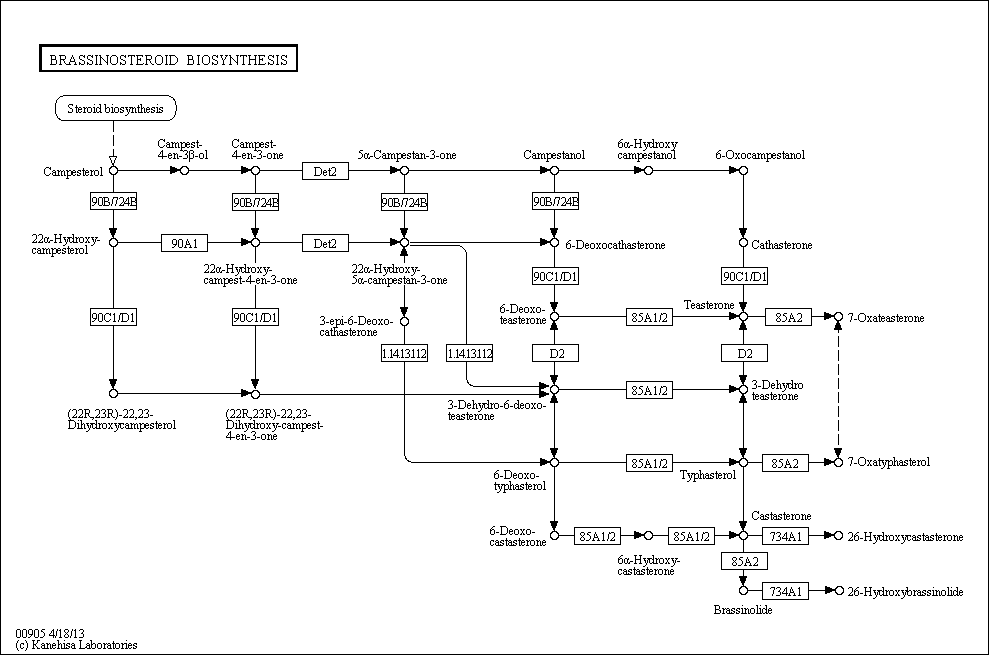 BRASSINOSTEROID BIOSYNTHESIS
Steroid biosynthesis
Campesterol
Campest-
4-en-3β-ol
Campest-
4-en-3-one
Det2
5α-Campestan-3-one
Campestanol
6α-Hydroxy
campestanol
6-Oxocampestanol
90B/724B
90B/724B
90B/724B
90B/724B
22α-Hydroxy-
campesterol
90A1
22α-Hydroxy-
campest-4-en-3-one
Det2
22α-Hydroxy-
5α-campestan-3-one
6-Deoxocathasterone
Cathasterone
90C1/D1
90C1/D1
90C1/D1
90C1/D1
3-epi-6-Deoxo-
cathasterone
6-Deoxo-
teasterone
85A1/2
Teasterone
85A2
7-Oxateasterone
1.14.13.112
1.14.13.112
D2
D2
(22R,23R)-22,23-
Dihydroxycampesterol
(22R,23R)-22,23-
Dihydroxy-campest-
4-en-3-one
3-Dehydro-6-deoxo-
teasterone
85A1/2
3-Dehydro
teasterone
6-Deoxo-
typhasterol
85A1/2
Typhasterol
85A2
7-Oxatyphasterol
6-Deoxo-
castasterone
85A1/2
6α-Hydroxy-
castasterone
85A1/2
Castasterone
734A1
26-Hydroxycastasterone
85A2
Brassinolide
734A1
26-Hydroxybrassinolide
00905 4/18/13
(c) Kanehisa Laboratories